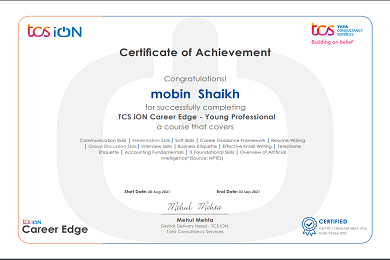 tcs iON
tcs TATA
CONSULTANCY
SERVICES
Building on belief
Certificate of Achievement
Congratulations!
mobin Shaikh
for successfully completing
TCS iON Career Edge - Young Professional
a course that covers
Communication Skills | Presentation Skills | Soft Skills | Career Guidance Framework | Resume Writing
| Group Discussion Skills | Interview Skills | Business Etiquette | Effective Email Writing | Telephone
Etiquette | Accounting Fundamentals | IT Foundational Skills | Overview of Artificial
Intelligence*(Source: NPTEL)
Start Date: 20 Aug 2021 End Date: 03 Sep 2021
Mehul Mehta
Mehul Mehta
Global Delivery Head - TCS iON,
Tata Consultancy Services
tcs iON
Career Edge
CERTIFIED